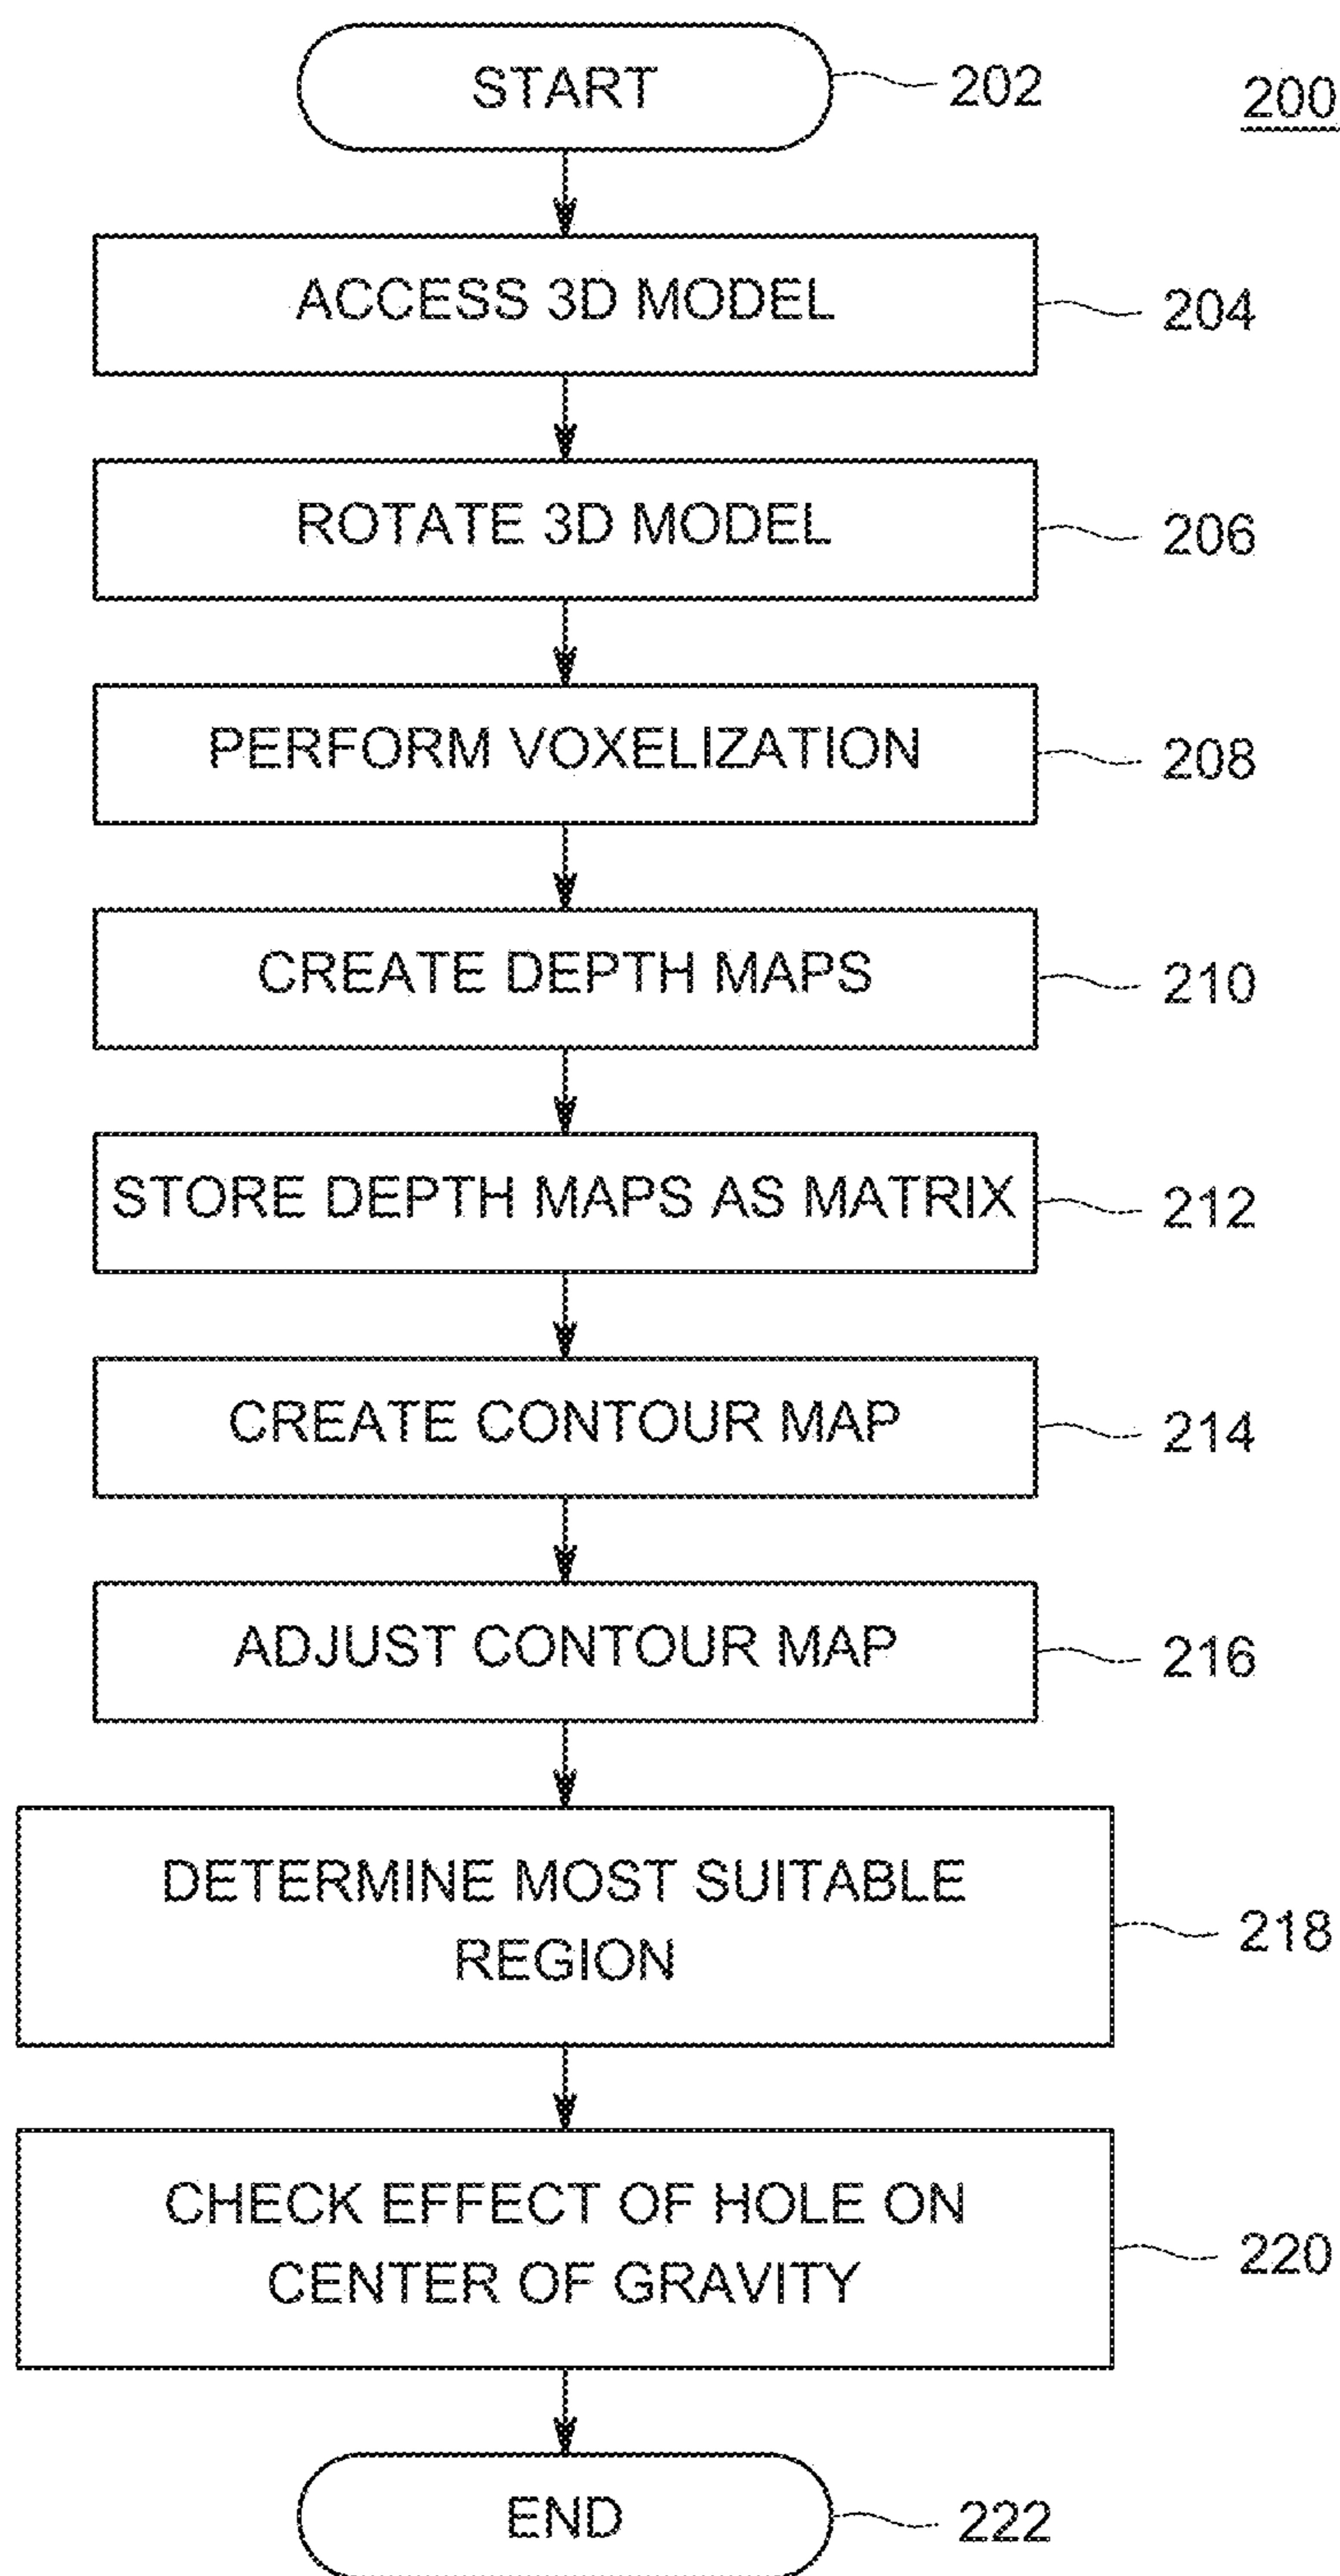 START
202
200
ACCESS 3D MODEL
204
ROTATE 3D MODEL
206
PERFORM VOXELIZATION
208
CREATE DEPTH MAPS
210
STORE DEPTH MAPS AS MATRIX
212
CREATE CONTOUR MAP
214
ADJUST CONTOUR MAP
216
DETERMINE MOST SUITABLE
REGION
218
CHECK EFFECT OF HOLE ON
CENTER OF GRAVITY
220
END
222